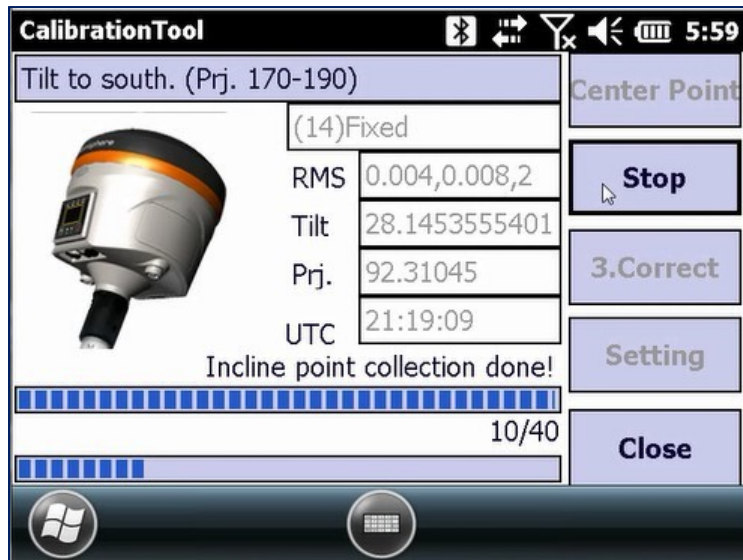 CalibrationTool 5:59
Tilt to south. (Prj. 170-190)
Center Point
(14)Fixed
RMS 0.004,0.008,2
Stop
Tilt 28.1453555401
Prj. 92.31045
3.Correct
UTC 21:19:09
Incline point collection done!
Setting
10/40
Close